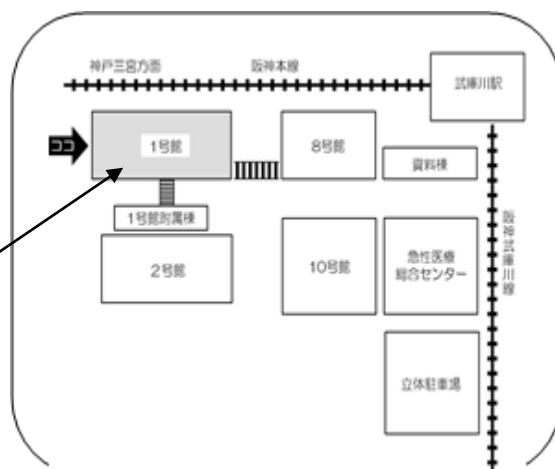 神戸三宮方面
阪神本線
武庫川駅
ココ
1号館
8号館
資料棟
1号館附属棟
2号館
10号館
急性医療
総合センター
阪神武庫川線
立体駐車場